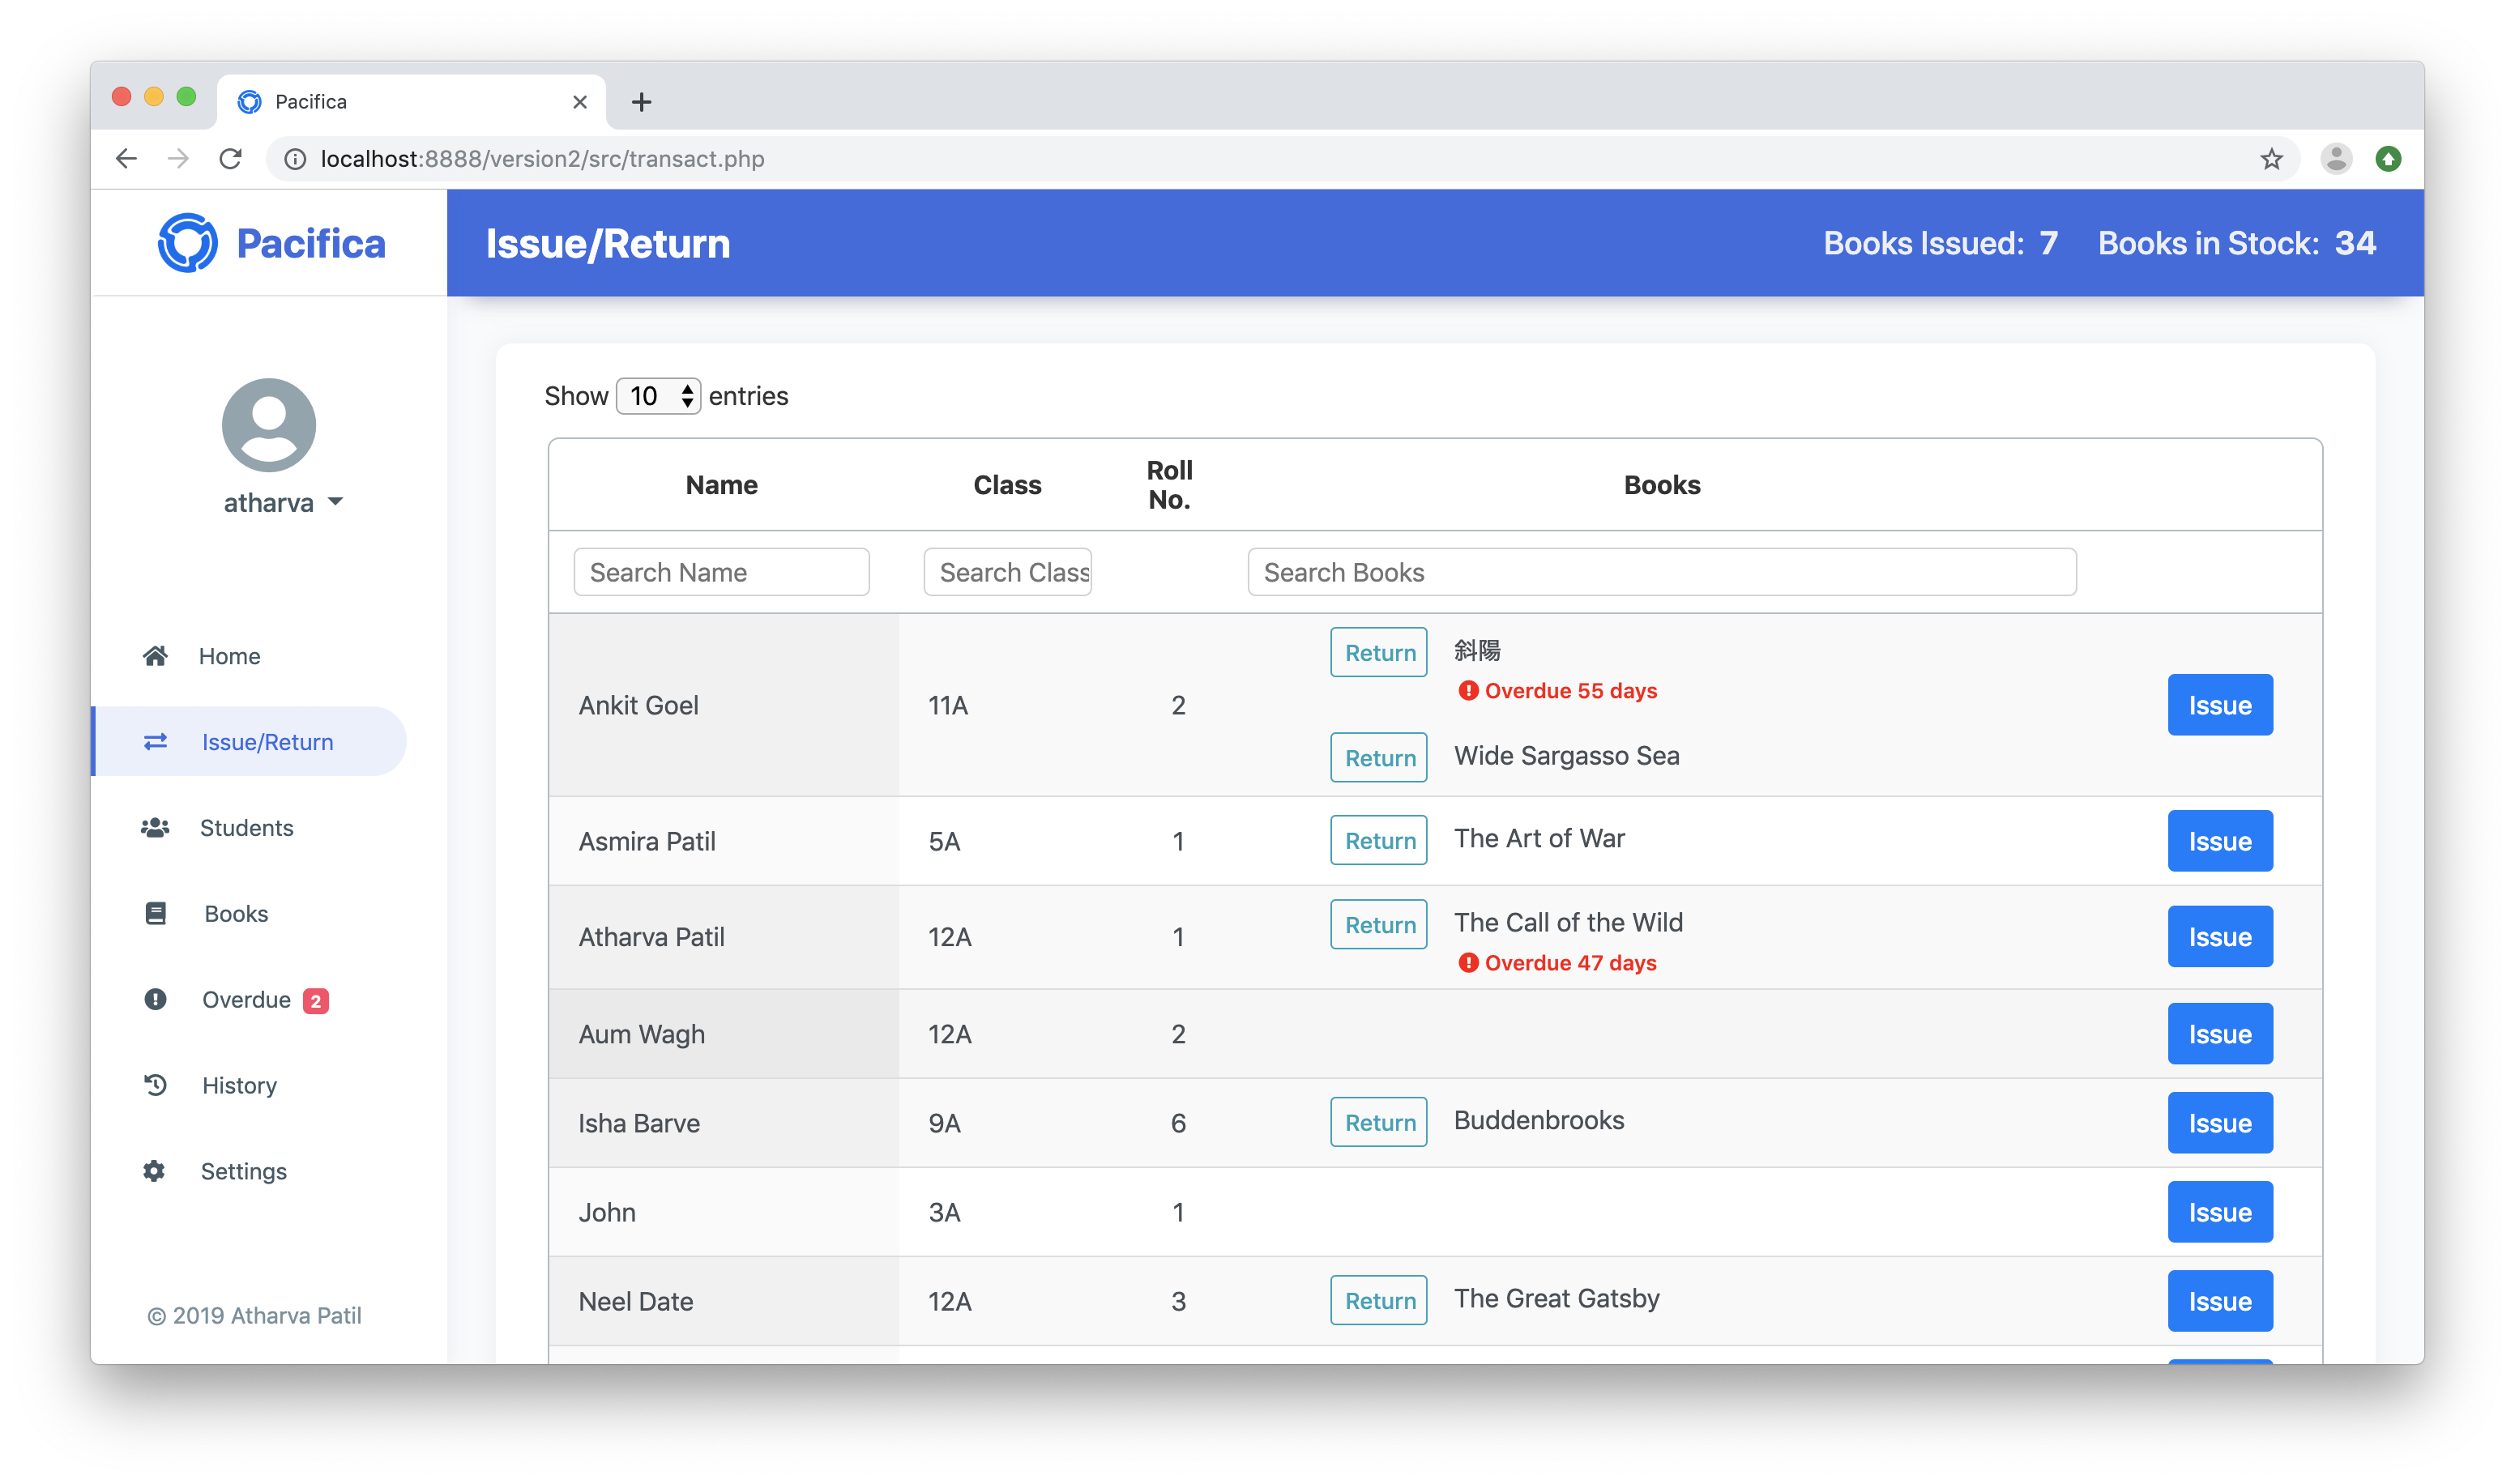 Pacifica
localhost:8888/version2/src/transact.php
Pacifica
Issue/Return
Books Issued: 7
Books in Stock: 34
atharva
Home
Issue/Return
Students
Books
Overdue 2
History
Settings
© 2019 Atharva Patil
Show 10 entries
Name Class Roll No. Books
Search Name Search Class Search Books
Ankit Goel 11A 2 Return 斜陽 Issue
Overdue 55 days
Return Wide Sargasso Sea
Asmira Patil 5A 1 Return The Art of War Issue
Atharva Patil 12A 1 Return The Call of the Wild Issue
Overdue 47 days
Aum Wagh 12A 2 Issue
Isha Barve 9A 6 Return Buddenbrooks Issue
John 3A 1 Issue
Neel Date 12A 3 Return The Great Gatsby Issue